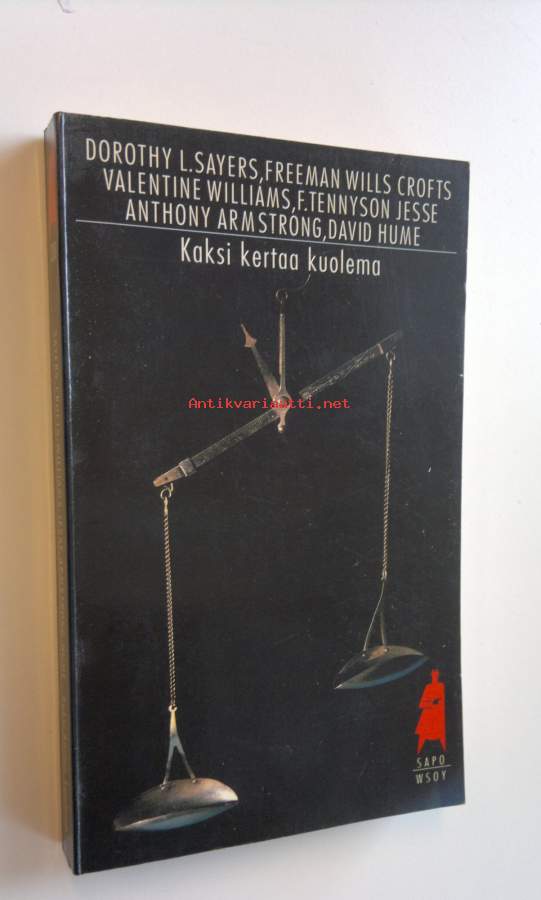 DOROTHY L.SAYERS,FREEMAN WILLS CROFTS
VALENTINE WILLIAMS,F.TENNYSON JESSE
ANTHONY ARMSTRONG,DAVID HUME
Kaksi kertaa kuolema
Antikvariaatti.net
SAPO
WSOY